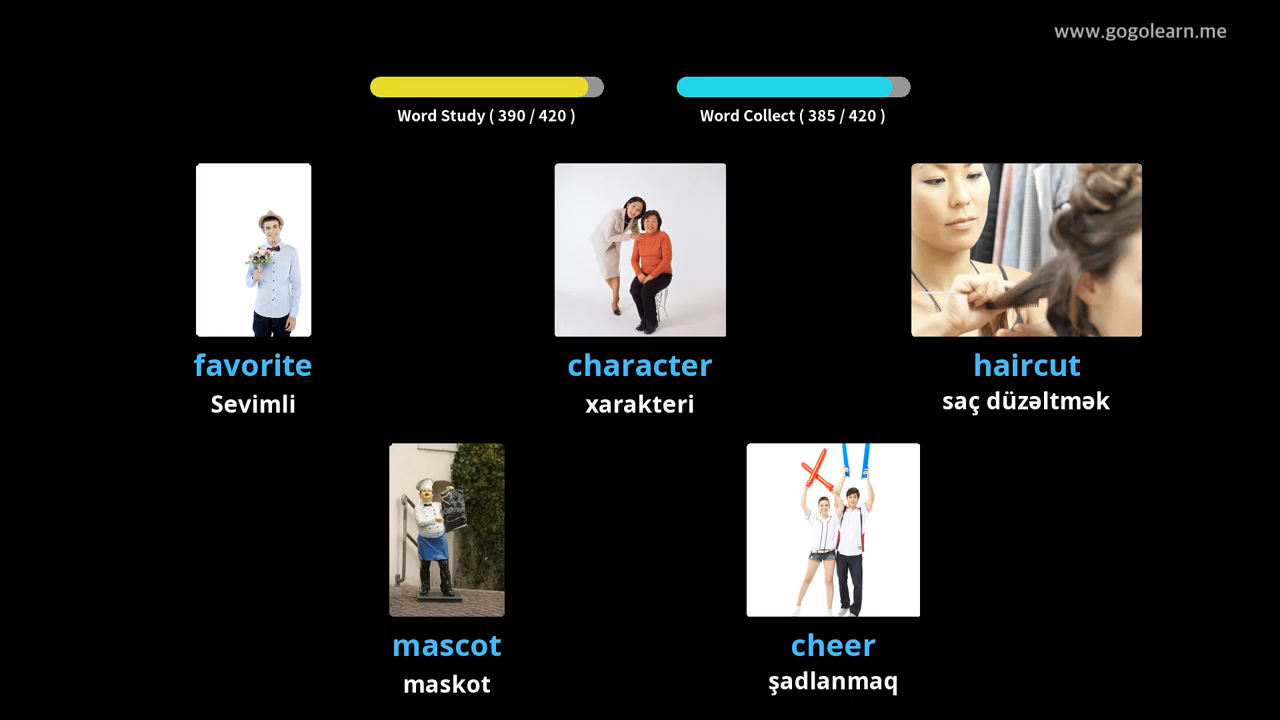 www.gogolearn.me
Word Study ( 390 / 420 )
Word Collect ( 385 / 420 )
favorite
Sevimli
character
xarakteri
haircut
saç düzəltmək
mascot
maskot
cheer
şadlanmaq